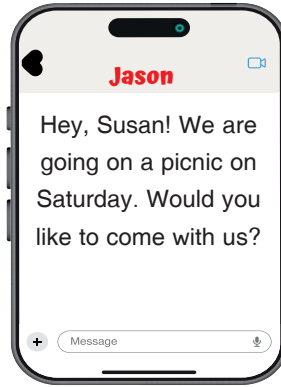 Jason
Hey, Susan! We are
going on a picnic on
Saturday. Would you
like to come with us?
Message